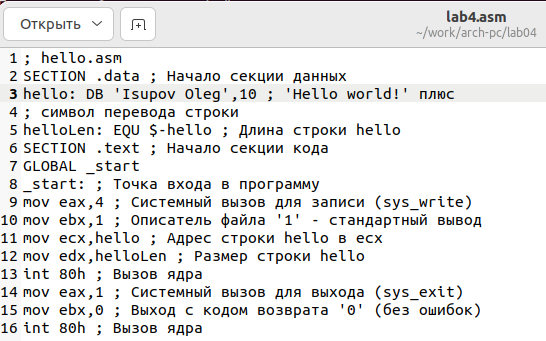 Открыть
lab4.asm
~/work/arch-pc/lab04
1 ; hello.asm
2 SECTION .data ; Начало секции данных
3 hello: DB 'Isupov Oleg',10 ; 'Hello world!' плюс
4 ; символ перевода строки
5 helloLen: EQU $-hello ; Длина строки hello
6 SECTION .text ; Начало секции кода
7 GLOBAL _start
8 _start: ; Точка входа в программу
9 mov eax,4 ; Системный вызов для записи (sys_write)
10 mov ebx,1 ; Описатель файла '1' - стандартный вывод
11 mov ecx,hello ; Адрес строки hello в ecx
12 mov edx,helloLen ; Размер строки hello
13 int 80h ; Вызов ядра
14 mov eax,1 ; Системный вызов для выхода (sys_exit)
15 mov ebx,0 ; Выход с кодом возврата '0' (без ошибок)
16 int 80h ; Вызов ядра